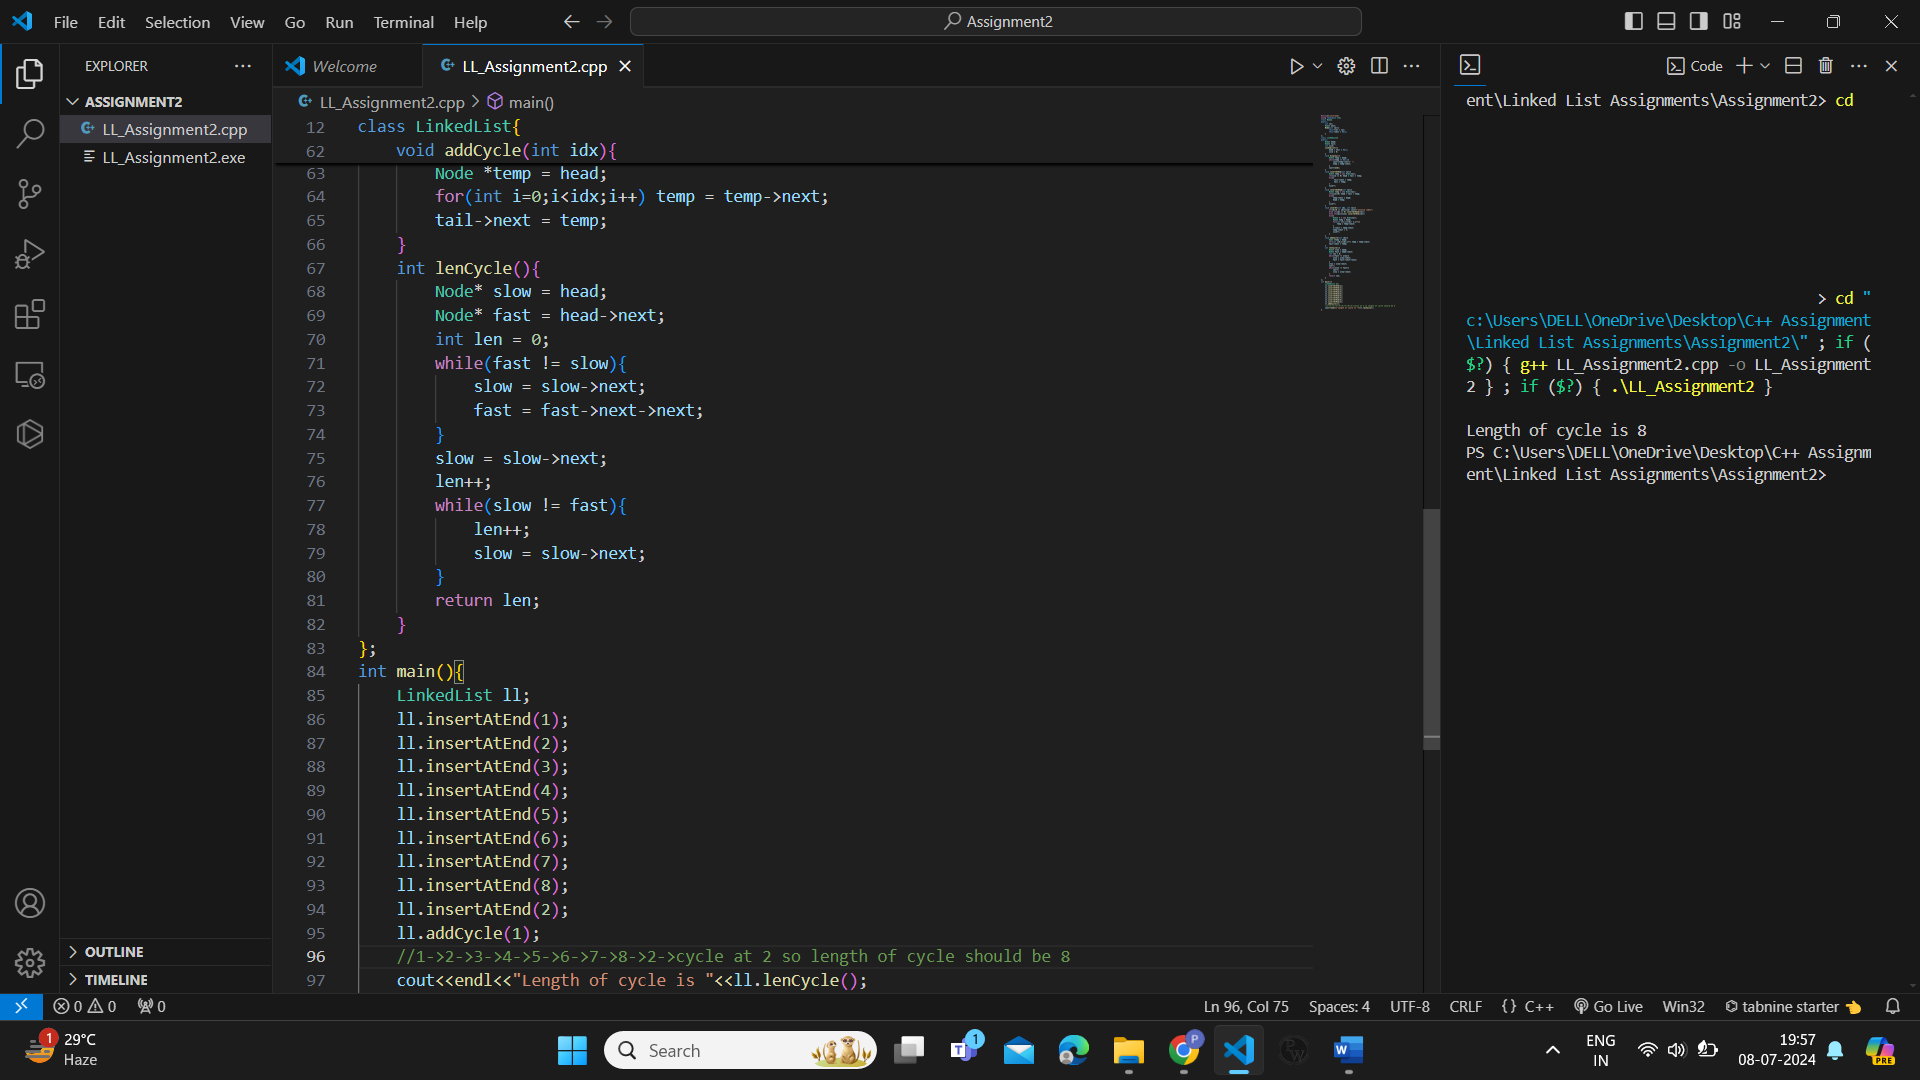 File Edit Selection View Go Run Terminal Help
Assignment2
EXPLORER
ASSIGNMENT2
LL_Assignment2.cpp
LL_Assignment2.exe
OUTLINE
TIMELINE
Welcome
LL_Assignment2.cpp
LL_Assignment2.cpp > main()
12 class LinkedList{
62 void addCycle(int idx){
63 Node *temp = head;
64 for(int i=0;i<idx;i++) temp = temp->next;
65 tail->next = temp;
66 }
67 int lenCycle(){
68 Node* slow = head;
69 Node* fast = head->next;
70 int len = 0;
71 while(fast != slow){
72 slow = slow->next;
73 fast = fast->next->next;
74 }
75 slow = slow->next;
76 len++;
77 while(slow != fast){
78 len++;
79 slow = slow->next;
80 }
81 return len;
82 }
83 };
84 int main(){
85 LinkedList ll;
86 ll.insertAtEnd(1);
87 ll.insertAtEnd(2);
88 ll.insertAtEnd(3);
89 ll.insertAtEnd(4);
90 ll.insertAtEnd(5);
91 ll.insertAtEnd(6);
92 ll.insertAtEnd(7);
93 ll.insertAtEnd(8);
94 ll.insertAtEnd(2);
95 ll.addCycle(1);
96 //1->2->3->4->5->6->7->8->2->cycle at 2 so length of cycle should be 8
97 cout<<endl<<"Length of cycle is "<<ll.lenCycle();
Code
ent\Linked List Assignments\Assignment2> cd
> cd "
c:\Users\DELL\OneDrive\Desktop\C++ Assignment
\Linked List Assignments\Assignment2\" ; if (
$?) { g++ LL_Assignment2.cpp -o LL_Assignment
2 } ; if ($?) { .\LL_Assignment2 }
Length of cycle is 8
PS C:\Users\DELL\OneDrive\Desktop\C++ Assignm
ent\Linked List Assignments\Assignment2>
0 0 0
Ln 96, Col 75 Spaces: 4 UTF-8 CRLF {} C++ Go Live Win32 tabnine starter
1
29°C
Haze
Search
1
P
W
ENG
IN
19:57
08-07-2024
PRE